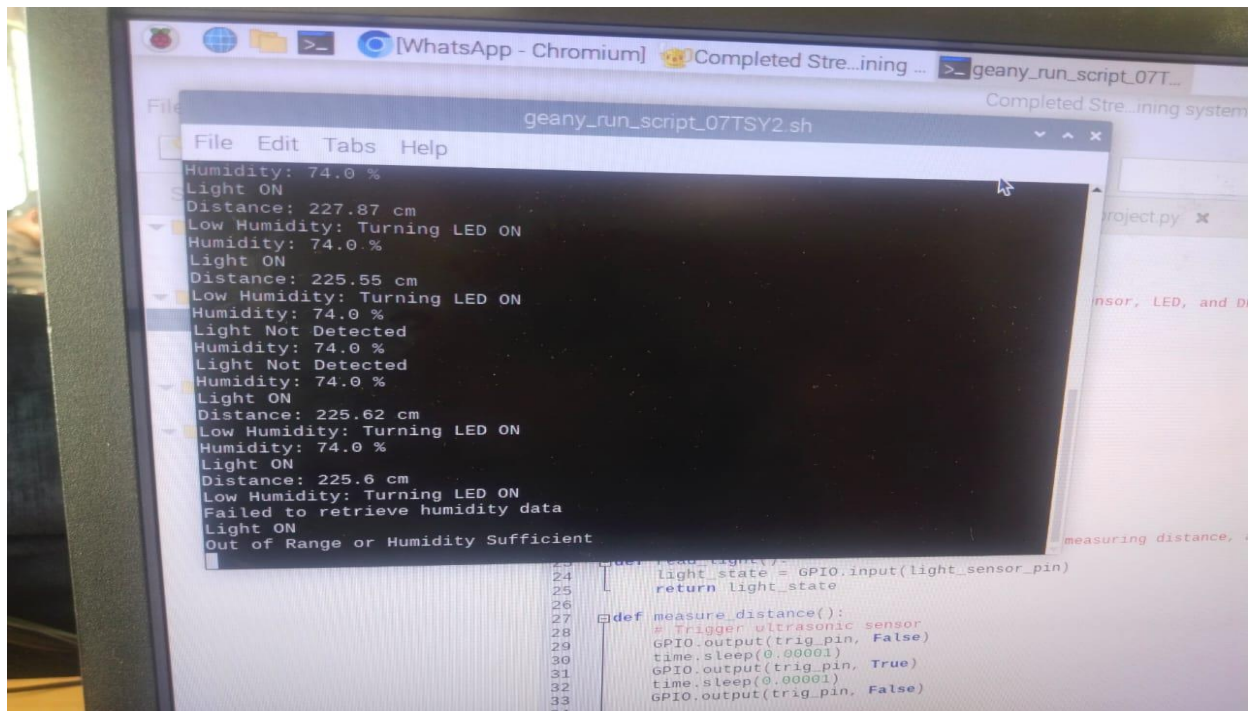 [WhatsApp - Chromium] Completed Stre...ining ... geany_run_script_07T...
File
Completed Stre...ining system
geany_run_script_07TSY2.sh
File Edit Tabs Help
Humidity: 74.0 %
Light ON
Distance: 227.87 cm
Low Humidity: Turning LED ON
Humidity: 74.0 %
Light ON
Distance: 225.55 cm
Low Humidity: Turning LED ON
Humidity: 74.0 %
Light Not Detected
Humidity: 74.0 %
Light Not Detected
Humidity: 74.0 %
Light ON
Distance: 225.62 cm
Low Humidity: Turning LED ON
Humidity: 74.0 %
Light ON
Distance: 225.6 cm
Low Humidity: Turning LED ON
Failed to retrieve humidity data
Light ON
Out of Range or Humidity Sufficient
project.py
nsor, LED, and
measuring distance,
23 def read_light():
24 light_state = GPIO.input(light_sensor_pin)
25 return light_state
26
27 def measure_distance():
28 # Trigger ultrasonic sensor
29 GPIO.output(trig_pin, False)
30 time.sleep(0.00001)
31 GPIO.output(trig_pin, True)
32 time.sleep(0.00001)
33 GPIO.output(trig_pin, False)